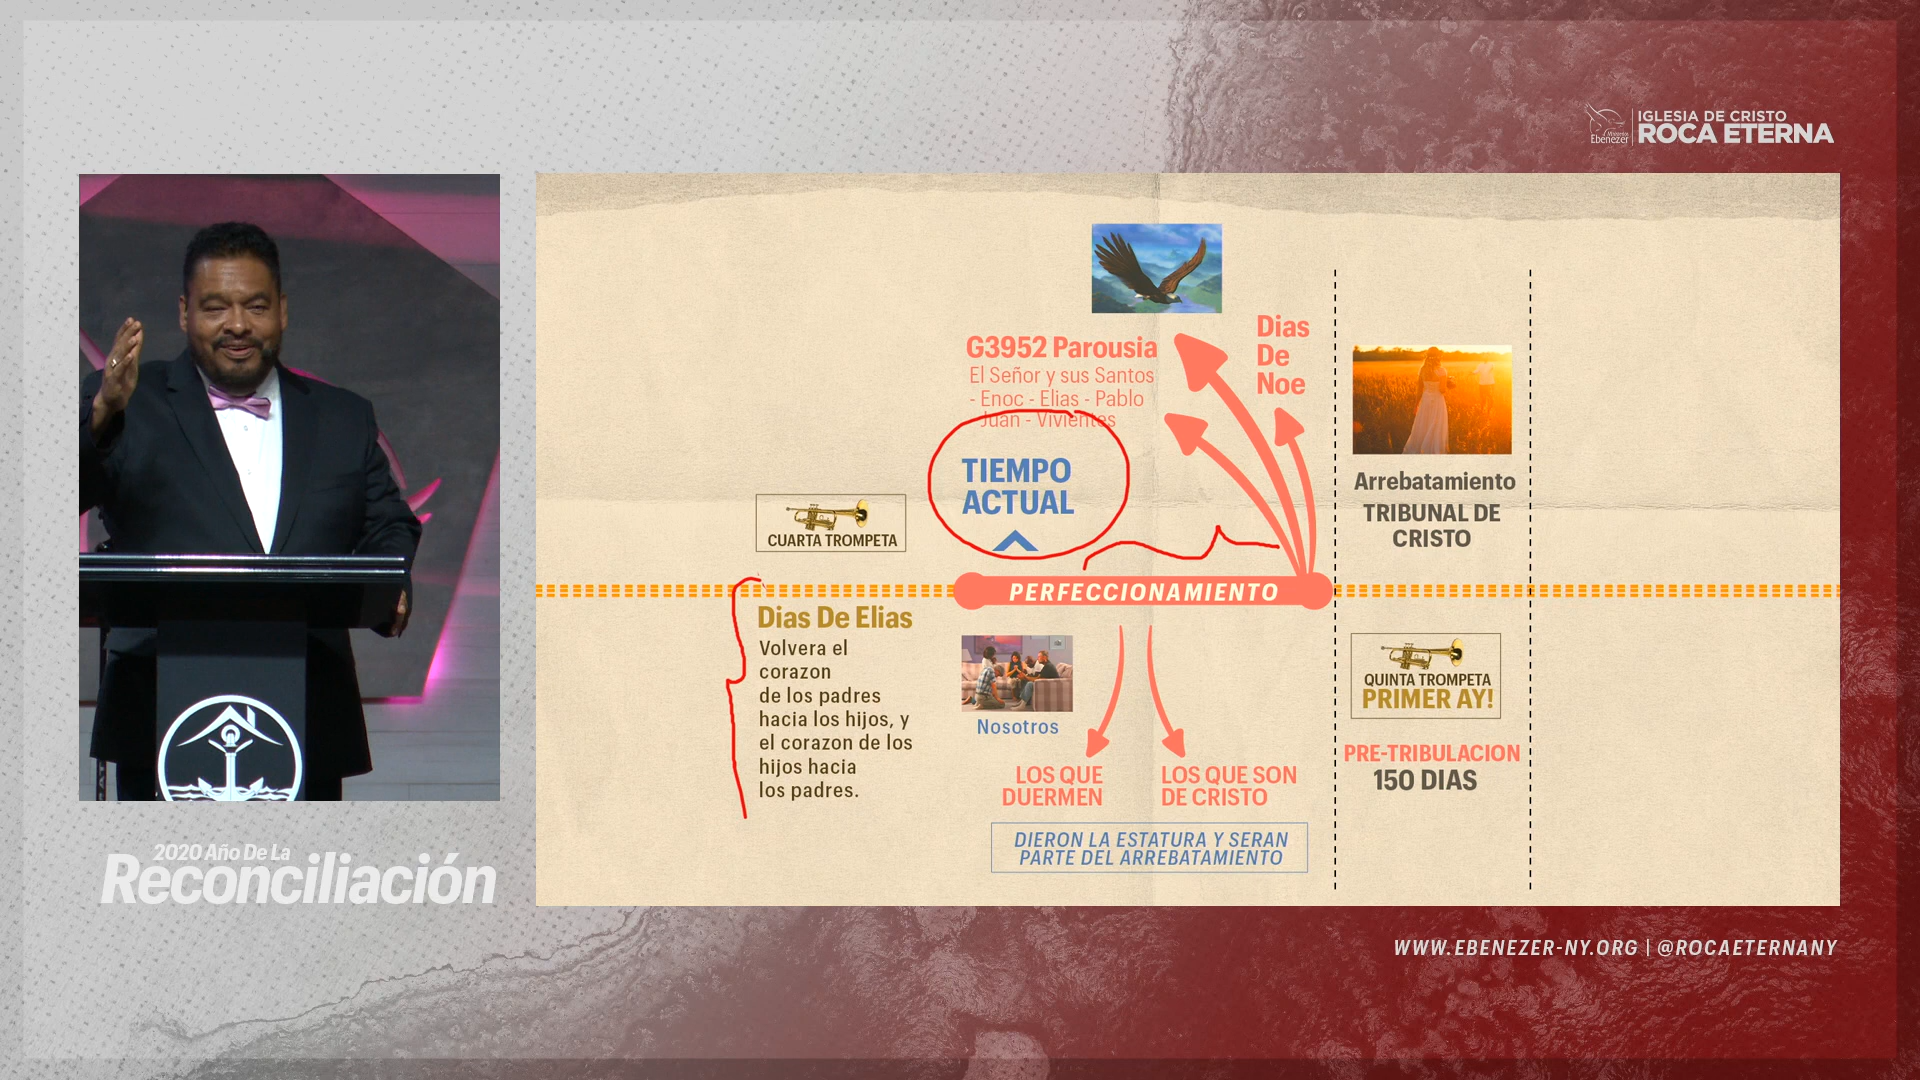 Ministerios
Ebenezer
IGLESIA DE CRISTO
ROCA ETERNA
G3952 Parousia
El Señor y sus Santos
- Enoc - Elias - Pablo
Juan - Vivientes
Dias
De
Noe
TIEMPO
ACTUAL
CUARTA TROMPETA
Arrebatamiento
TRIBUNAL DE
CRISTO
PERFECCIONAMIENTO
Dias De Elias
Volvera el
corazon
de los padres
hacia los hijos, y
el corazon de los
hijos hacia
los padres.
Nosotros
LOS QUE
DUERMEN
LOS QUE SON
DE CRISTO
DIERON LA ESTATURA Y SERAN
PARTE DEL ARREBATAMIENTO
QUINTA TROMPETA
PRIMER AY!
PRE-TRIBULACION
150 DIAS
2020 Año De La
Reconciliación
WWW.EBENEZER-NY.ORG | @ROCAETERNANY